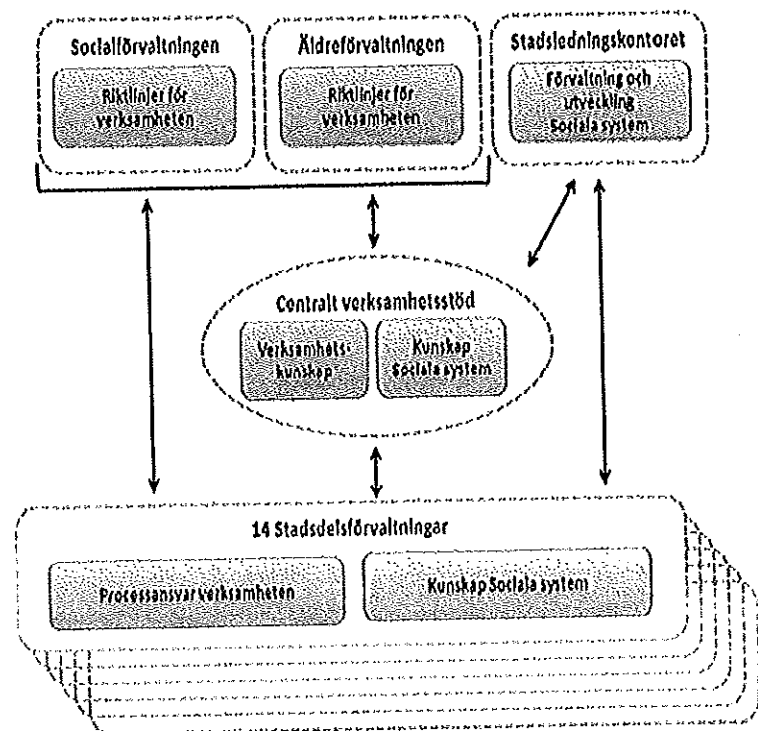 Socialförvaltningen
Riktlinjer för
verksamheten
Äldreförvaltningen
Riktlinjer för
verksamheten
Stadsledningskontoret
Förvaltning och
utveckling
Sociala system
Centralt verksamhetsstöd
Verksamhets-
kunskap
Kunskap
Sociala system
14 Stadsdelsförvaltningar
Processansvar verksamheten
Kunskap Sociala system